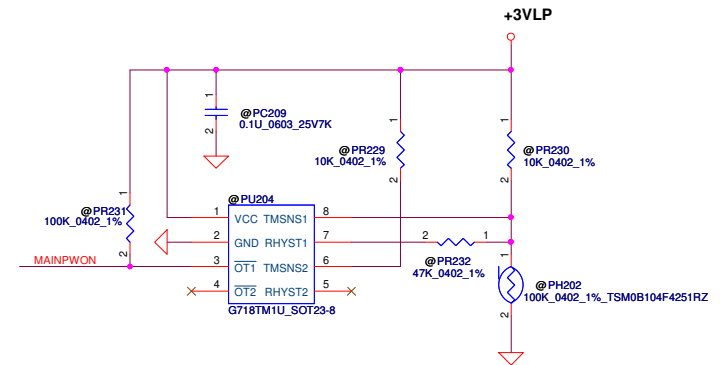 +3VLP
1
@PC209
0.1U_0603_25V7K
2
1
@PR229
10K_0402_1%
2
1
@PR230
10K_0402_1%
2
1
@PR231
100K_0402_1%
2
@PU204
1 VCC TMSNS1 8
2 GND RHYST1 7
3 OT1 TMSNS2 6
4 OT2 RHYST2 5
G718TM1U_SOT23-8
MAINPWON
2 1
@PR232
47K_0402_1%
1
@PH202
100K_0402_1%_TSM0B104F4251RZ
2